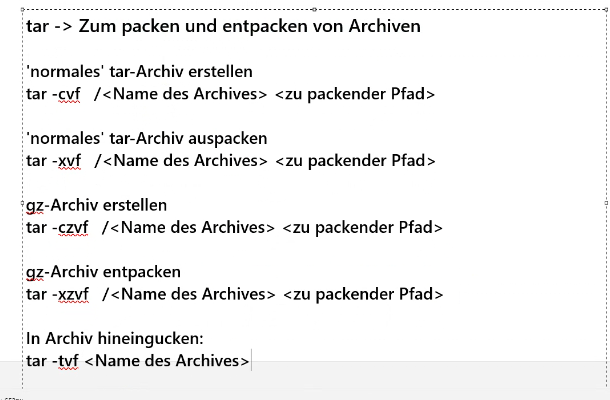 tar -> Zum packen und entpacken von Archiven
'normales' tar-Archiv erstellen
tar -cvf /<Name des Archives> <zu packender Pfad>
'normales' tar-Archiv auspacken
tar -xvf /<Name des Archives> <zu packender Pfad>
gz-Archiv erstellen
tar -czvf /<Name des Archives> <zu packender Pfad>
gz-Archiv entpacken
tar -xzvf /<Name des Archives> <zu packender Pfad>
In Archiv hineingucken:
tar -tvf <Name des Archives>